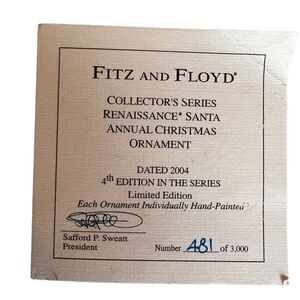 FITZ AND FLOYD®
COLLECTOR'S SERIES
RENAISSANCE* SANTA
ANNUAL CHRISTMAS
ORNAMENT
DATED 2004
4th EDITION IN THE SERIES
Limited Edition
Each Ornament Individually Hand-Painted
Safford P. Sweatt
President
Number 481 of 3,000